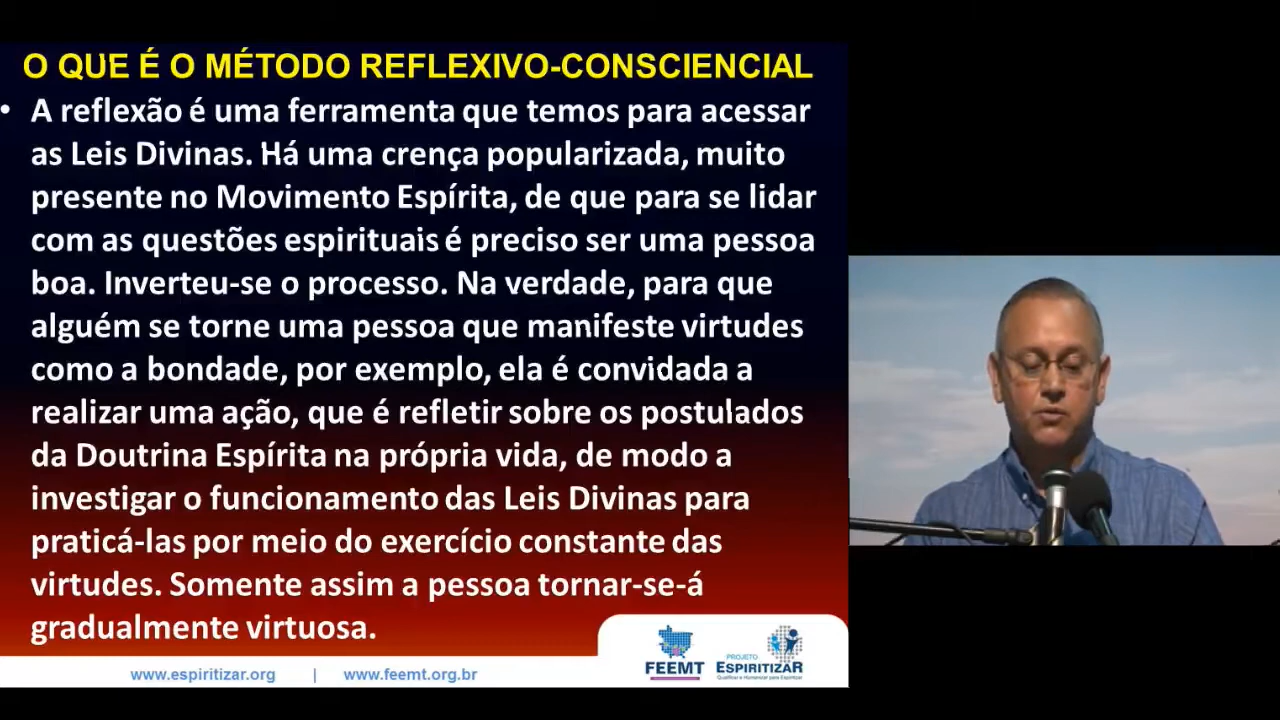 O QUE É O MÉTODO REFLEXIVO-CONSCIENCIAL
• A reflexão é uma ferramenta que temos para acessar
as Leis Divinas. Há uma crença popularizada, muito
presente no Movimento Espírita, de que para se lidar
com as questões espirituais é preciso ser uma pessoa
boa. Inverteu-se o processo. Na verdade, para que
alguém se torne uma pessoa que manifeste virtudes
como a bondade, por exemplo, ela é convidada a
realizar uma ação, que é refletir sobre os postulados
da Doutrina Espírita na própria vida, de modo a
investigar o funcionamento das Leis Divinas para
praticá-las por meio do exercício constante das
virtudes. Somente assim a pessoa tornar-se-á
gradualmente virtuosa.
www.espiritizar.org | www.feemt.org.br
FEEMT
PROJETO
ESPIRITIZAR
Qualificar e Humanizar para Espiritizar